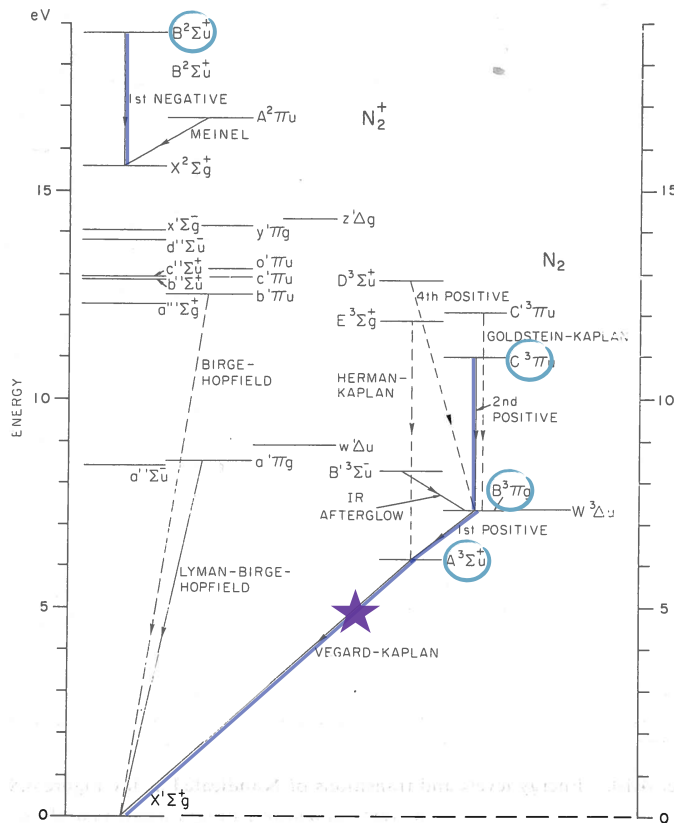 eV
B²Σu⁺
B²Σu⁺
1st NEGATIVE
A²πu
N₂⁺
MEINEL
X²Σg⁺
15
15
z'Δg
x'Σg⁻
y'πg
d''Σu⁻
N₂
c''Σu⁺
o'πu
b''Σu⁺
c'πu
D³Σu⁺
b'πu
4th POSITIVE
a'''Σg⁺
C'³πu
E³Σg⁺
GOLDSTEIN-KAPLAN
C³πu
BIRGE-
HOPFIELD
HERMAN-
KAPLAN
ENERGY
10
10
2nd
POSITIVE
w'Δu
a'πg
a''Σu⁻
B'³Σu⁻
B³πg
IR
AFTERGLOW
W³Δu
1st POSITIVE
A³Σu⁺
LYMAN-BIRGE-
HOPFIELD
5
5
VEGARD-KAPLAN
X'Σg⁺
0
0